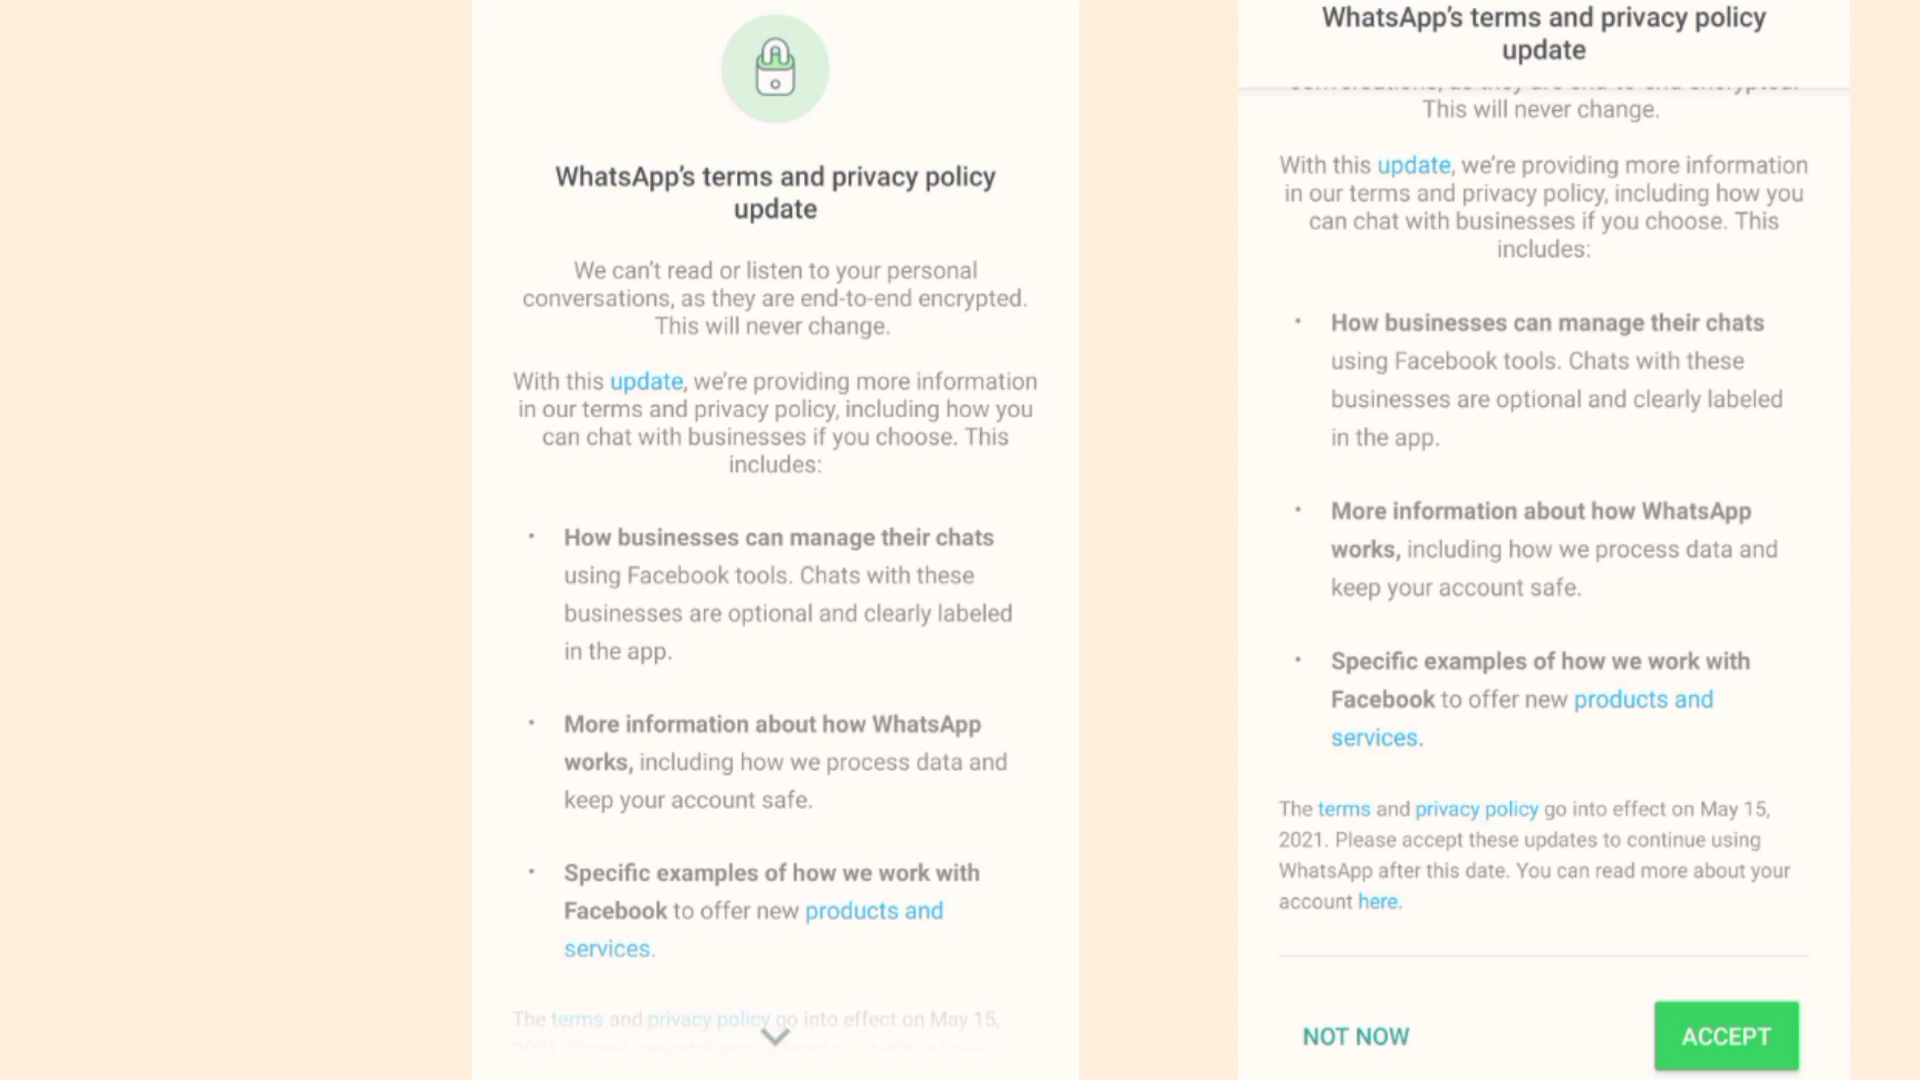 WhatsApp's terms and privacy policy
update
We can't read or listen to your personal
conversations, as they are end-to-end encrypted.
This will never change.
With this update, we're providing more information
in our terms and privacy policy, including how you
can chat with businesses if you choose. This
includes:
· How businesses can manage their chats
using Facebook tools. Chats with these
businesses are optional and clearly labeled
in the app.
· More information about how WhatsApp
works, including how we process data and
keep your account safe.
· Specific examples of how we work with
Facebook to offer new products and
services.
The terms and privacy policy go into effect on May 15,
WhatsApp's terms and privacy policy
update
conversations, as they are end-to-end encrypted.
This will never change.
With this update, we're providing more information
in our terms and privacy policy, including how you
can chat with businesses if you choose. This
includes:
· How businesses can manage their chats
using Facebook tools. Chats with these
businesses are optional and clearly labeled
in the app.
· More information about how WhatsApp
works, including how we process data and
keep your account safe.
· Specific examples of how we work with
Facebook to offer new products and
services.
The terms and privacy policy go into effect on May 15,
2021. Please accept these updates to continue using
WhatsApp after this date. You can read more about your
account here.
NOT NOW
ACCEPT